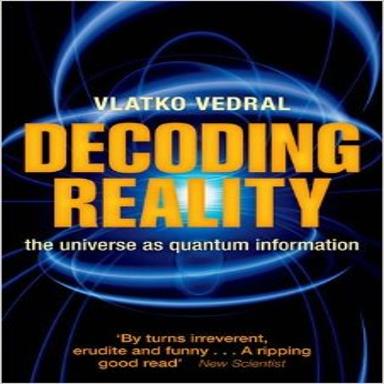 VLATKO VEDRAL
DECODING
REALITY
the universe as quantum information
‘By turns irreverent,
erudite and funny . . . A ripping
good read’ New Scientist